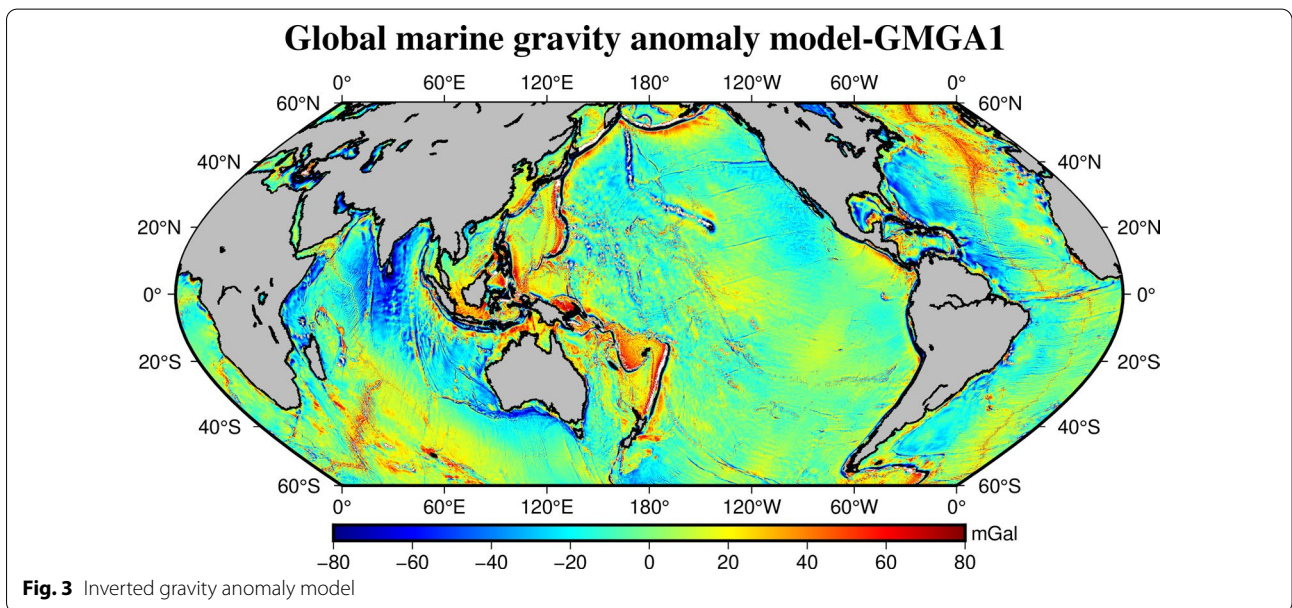 Global marine gravity anomaly model-GMGA1
0° 60°E 120°E 180° 120°W 60°W 0°
60°N 60°N
40°N 40°N
20°N 20°N
0° 0°
20°S 20°S
40°S 40°S
60°S 60°S
0° 60°E 120°E 180° 120°W 60°W 0°
mGal
−80 −60 −40 −20 0 20 40 60 80
Fig. 3 Inverted gravity anomaly model